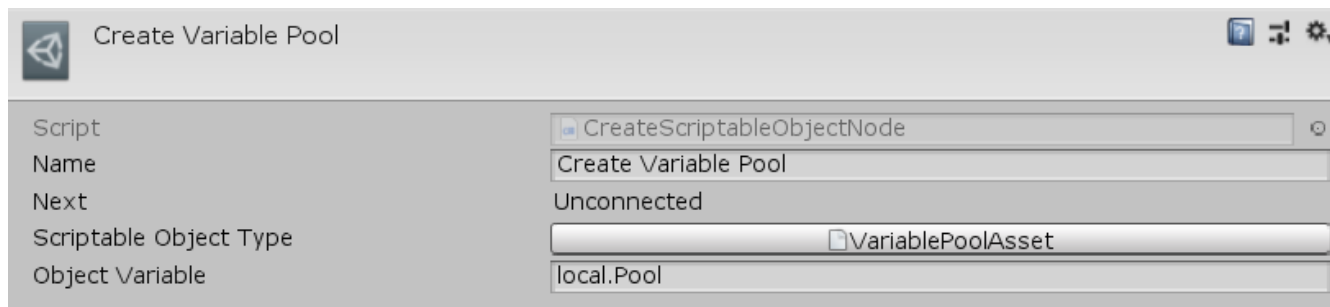 Create Variable Pool
Script CreateScriptableObjectNode
Name Create Variable Pool
Next Unconnected
Scriptable Object Type VariablePoolAsset
Object Variable local.Pool